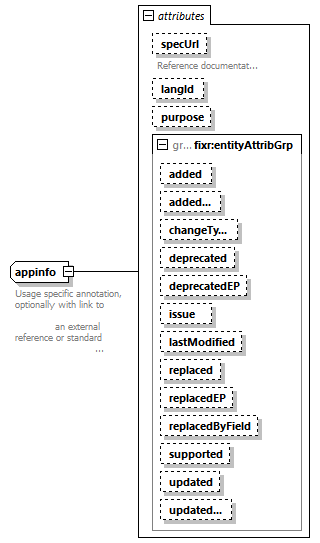 attributes
specUrl
Reference documentat...
langId
purpose
gr... fixr:entityAttribGrp
added
added...
changeTy...
deprecated
deprecatedEP
issue
lastModified
replaced
replacedEP
replacedByField
supported
updated
updated...
appinfo
Usage specific annotation,
optionally with link to
an external
reference or standard
...